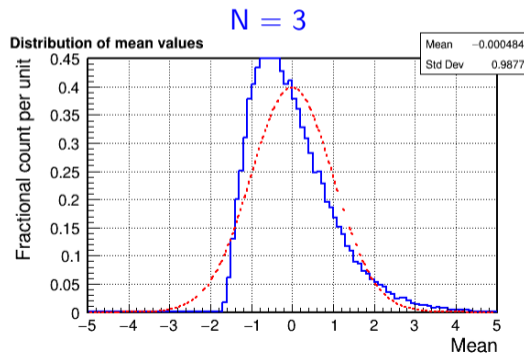 N = 3
Distribution of mean values
Mean −0.000484
Std Dev 0.9877
Fractional count per unit
0.45
0.4
0.35
0.3
0.25
0.2
0.15
0.1
0.05
0
−5 −4 −3 −2 −1 0 1 2 3 4 5
Mean